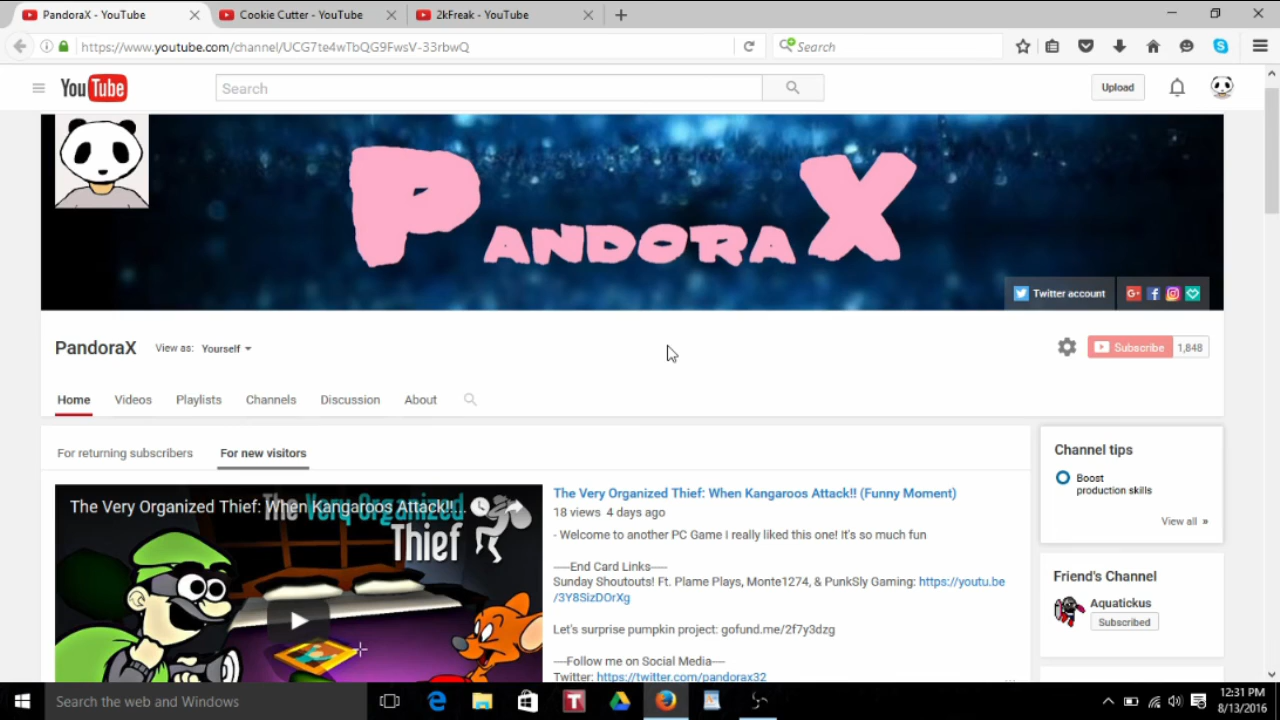 PandoraX - YouTube
Cookie Cutter - YouTube
2kFreak - YouTube
https://www.youtube.com/channel/UCG7te4wTbQG9FwsV-33rbwQ
Search
YouTube
Search
Upload
PANDORAX
Twitter account
PandoraX
View as: Yourself
Subscribe 1,848
Home Videos Playlists Channels Discussion About
For returning subscribers
For new visitors
The Very Organized Thief: When Kangaroos Attack!!...
The Very Organized
Thief
The Very Organized Thief: When Kangaroos Attack!! (Funny Moment)
18 views 4 days ago
- Welcome to another PC Game I really liked this one! It's so much fun
----End Card Links----
Sunday Shoutouts! Ft. Plame Plays, Monte1274, & PunkSly Gaming: https://youtu.be
/3Y8SizDOrXg
Let's surprise pumpkin project: gofund.me/2f7y3dzg
----Follow me on Social Media----
Twitter: https://twitter.com/pandorax32
Channel tips
Boost
production skills
View all »
Friend's Channel
Aquatickus
Subscribed
Search the web and Windows
12:31 PM
8/13/2016